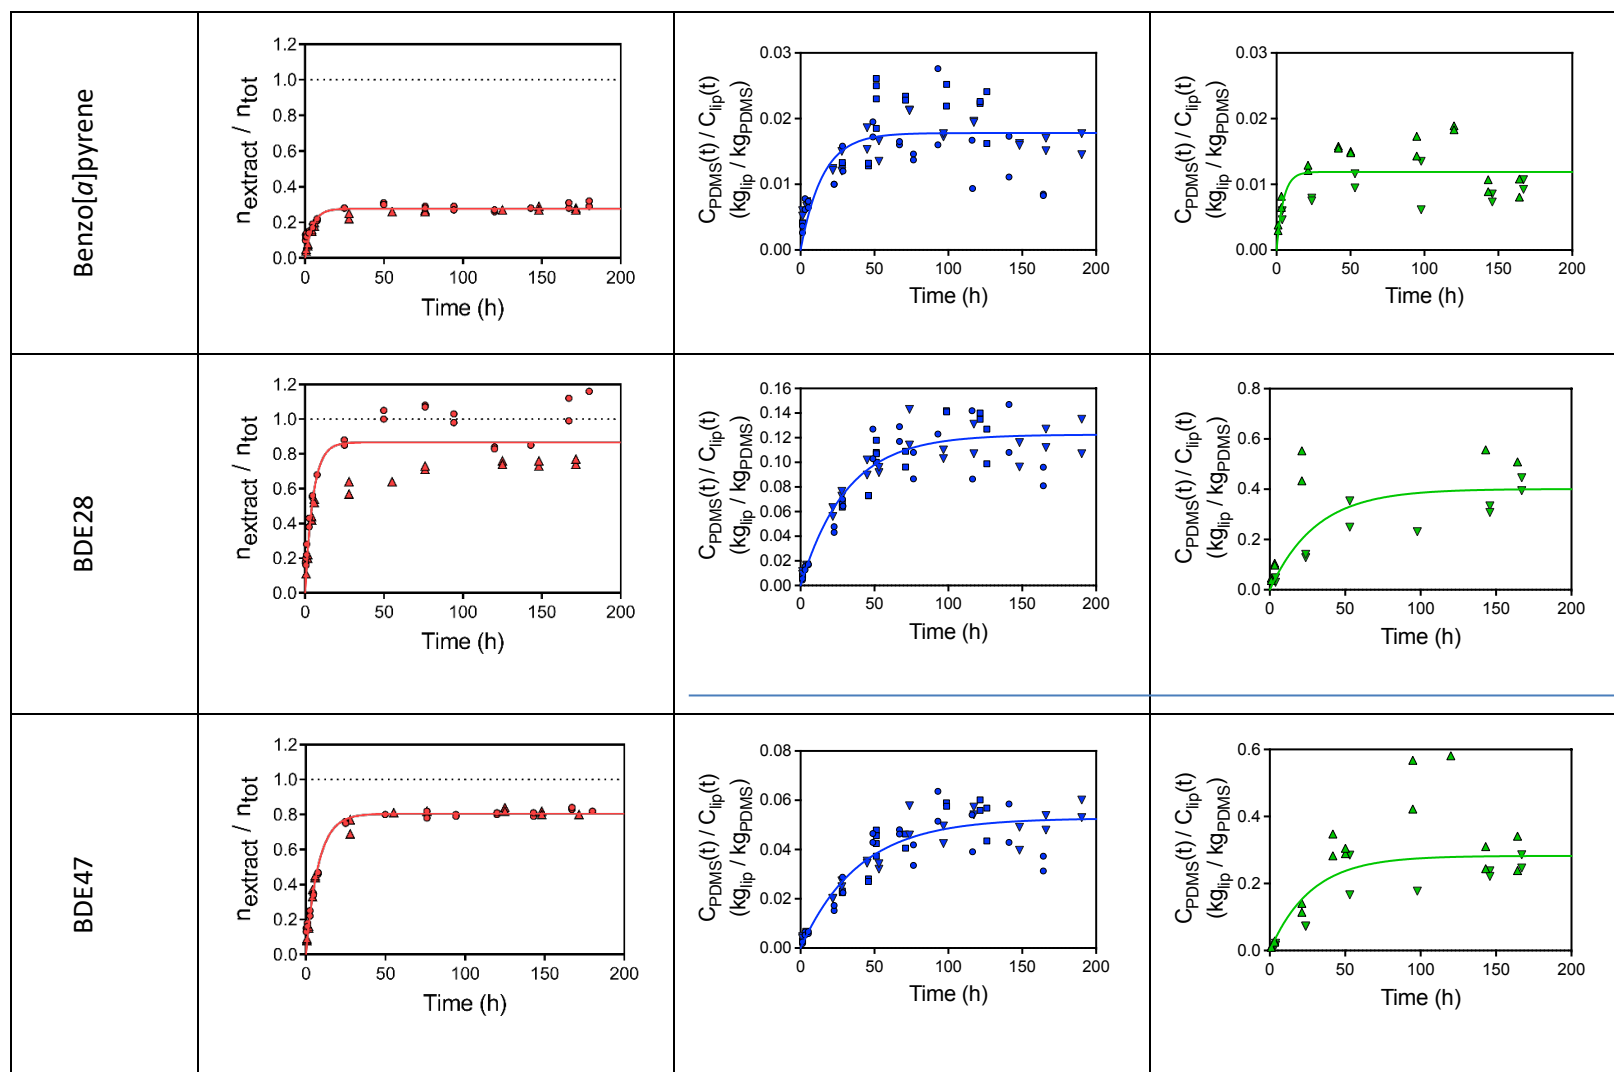 Benzo[a]pyrene
1.2
1.0
0.8
0.6
0.4
0.2
0.0
n_extract / n_tot
0 50 100 150 200
Time (h)
0.03
0.02
0.01
0.00
C_PDMS(t) / C_lip(t)
(kg_lip / kg_PDMS)
0 50 100 150 200
Time (h)
0.03
0.02
0.01
0.00
C_PDMS(t) / C_lip(t)
(kg_lip / kg_PDMS)
0 50 100 150 200
Time (h)
BDE28
1.2
1.0
0.8
0.6
0.4
0.2
0.0
n_extract / n_tot
0 50 100 150 200
Time (h)
0.16
0.14
0.12
0.10
0.08
0.06
0.04
0.02
0.00
C_PDMS(t) / C_lip(t)
(kg_lip / kg_PDMS)
0 50 100 150 200
Time (h)
0.8
0.6
0.4
0.2
0.0
C_PDMS(t) / C_lip(t)
(kg_lip / kg_PDMS)
0 50 100 150 200
Time (h)
BDE47
1.2
1.0
0.8
0.6
0.4
0.2
0.0
n_extract / n_tot
0 50 100 150 200
Time (h)
0.08
0.06
0.04
0.02
0.00
C_PDMS(t) / C_lip(t)
(kg_lip / kg_PDMS)
0 50 100 150 200
Time (h)
0.6
0.4
0.2
0.0
C_PDMS(t) / C_lip(t)
(kg_lip / kg_PDMS)
0 50 100 150 200
Time (h)